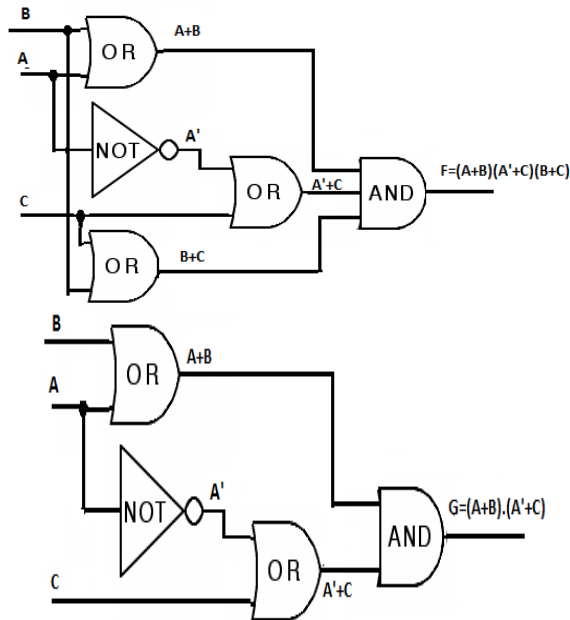 B
A+B
OR
A
NOT
A'
F=(A+B)(A'+C)(B+C)
OR
A'+C
AND
C
OR
B+C
B
A+B
OR
A
NOT
A'
G=(A+B).(A'+C)
AND
OR
C
A'+C